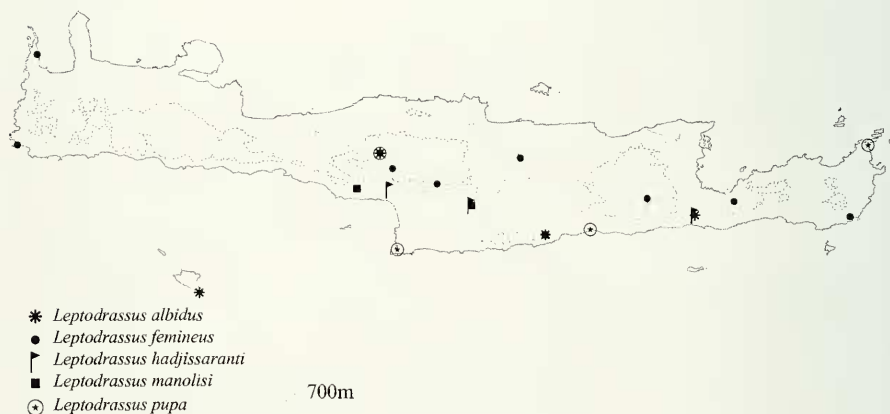 Leptodrassus albidus
Leptodrassus femineus
Leptodrassus hadjissaranti
Leptodrassus manolisi
Leptodrassus pupa
700m